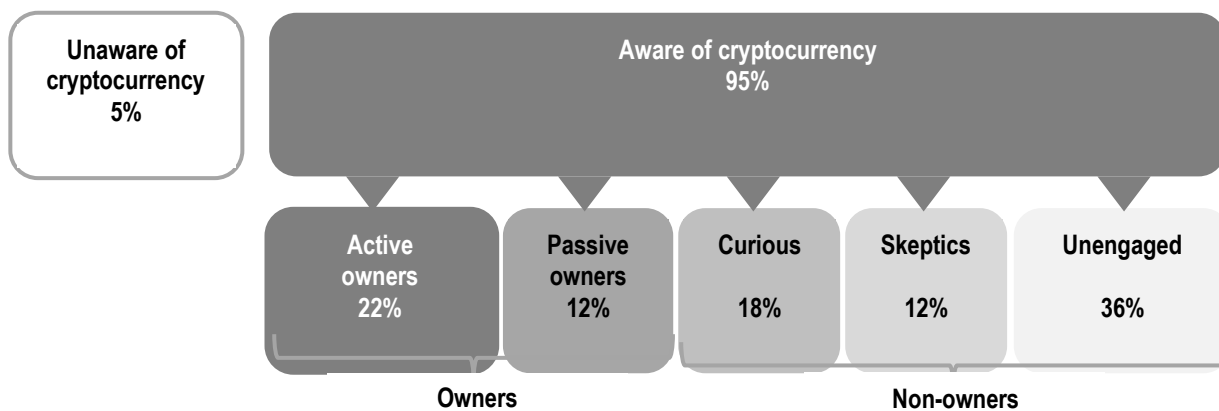 Unaware of
cryptocurrency
5%
Aware of cryptocurrency
95%
Active
owners
22%
Passive
owners
12%
Curious
18%
Skeptics
12%
Unengaged
36%
Owners
Non-owners